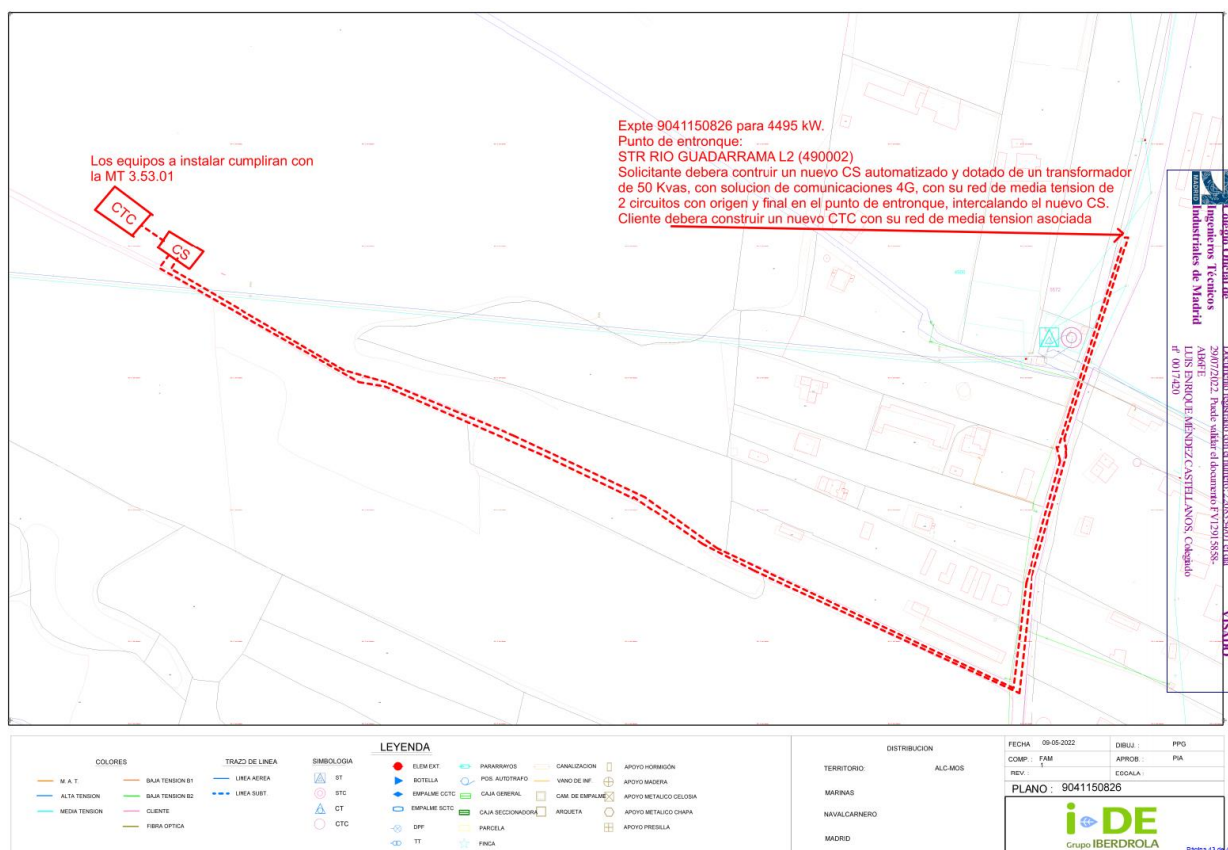 Expte 9041150826 para 4495 kW.
Punto de entronque:
STR RIO GUADARRAMA L2 (490002)
Solicitante debera contruir un nuevo CS automatizado y dotado de un transformador
de 50 Kvas, con solucion de comunicaciones 4G, con su red de media tension de
2 circuitos con origen y final en el punto de entronque, intercalando el nuevo CS.
Cliente debera construir un nuevo CTC con su red de media tension asociada
Los equipos a instalar cumpliran con
la MT 3.53.01
CTC
CS
MADRID
Ingenieros Técnicos
Industriales de Madrid
29/07/2022. Puede validar el documento FV12915858-
ABI6FE
LUIS ENRIQUE MENDEZ CASTELLANOS, Colegiado
nº 0017420
VISADO
LEYENDA
COLORES
M. A. T.
ALTA TENSION
MEDIA TENSION
BAJA TENSION B1
BAJA TENSION B2
CLIENTE
FIBRA OPTICA
TRAZO DE LINEA
LINEA AEREA
LINEA SUBT.
SIMBOLOGIA
ST
STC
CT
CTC
ELEM EXT.
BOTELLA
EMPALME CCTC
EMPALME SCTC
DPF
TT
PARARRAYOS
POS. AUTOTRAFO
CAJA GENERAL
CAJA SECCIONADORA
PARCELA
FINCA
CANALIZACION
VANO DE INF.
CAM. DE EMPALME
ARQUETA
APOYO HORMIGÓN
APOYO MADERA
APOYO METALICO CELOSIA
APOYO METALICO CHAPA
APOYO PRESILLA
DISTRIBUCION
TERRITORIO: ALC-MOS
MARINAS
NAVALCARNERO
MADRID
FECHA 09-05-2022 DIBUJ. : PPG
COMP. : FAM APROB. : PIA
REV. : 1 ESCALA :
PLANO : 9041150826
i-DE
Grupo IBERDROLA
Página 43 de